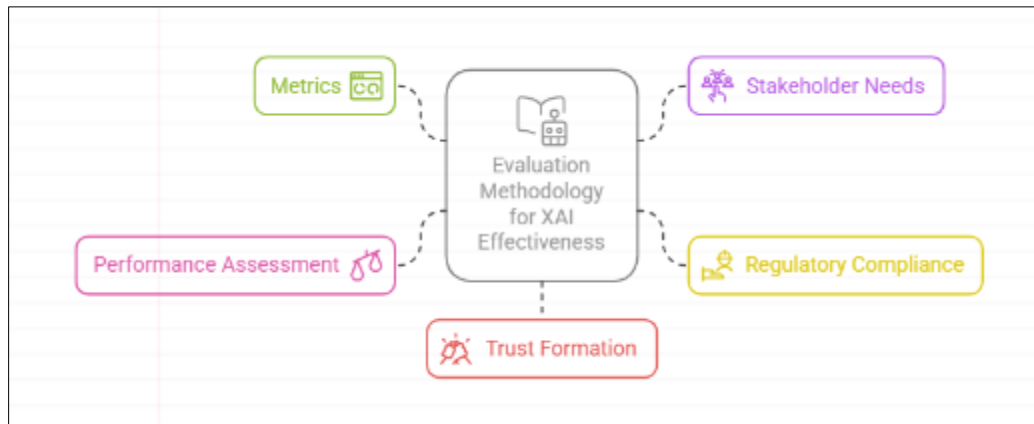 Metrics
Stakeholder Needs
Evaluation
Methodology
for XAI
Effectiveness
Performance Assessment
Regulatory Compliance
Trust Formation